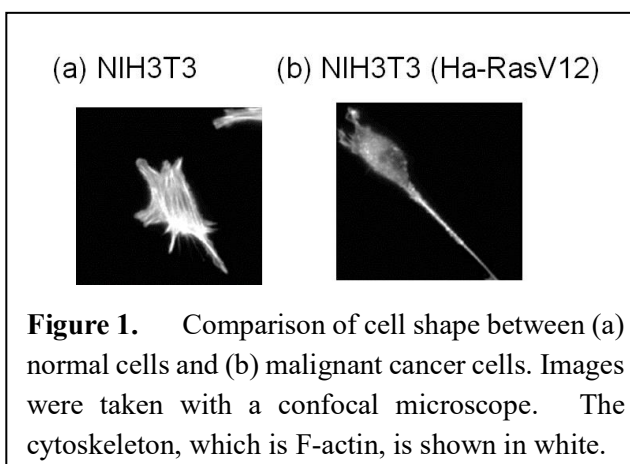 (a) NIH3T3 (b) NIH3T3 (Ha-RasV12)
Figure 1. Comparison of cell shape between (a)
normal cells and (b) malignant cancer cells. Images
were taken with a confocal microscope. The
cytoskeleton, which is F-actin, is shown in white.